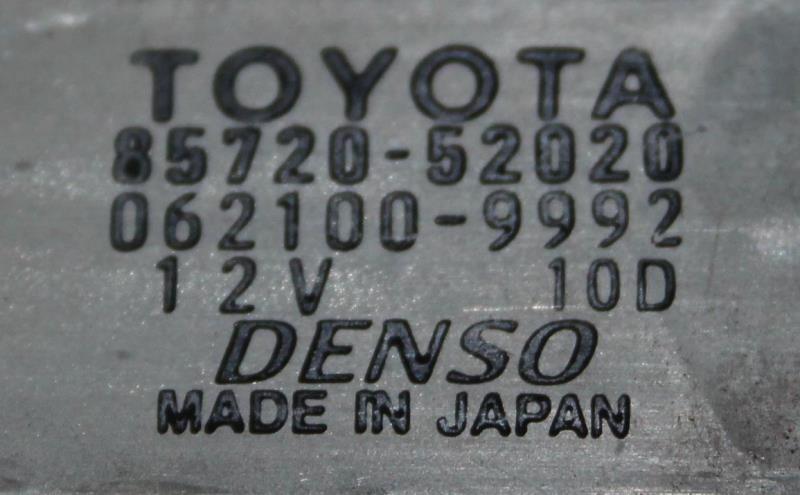 TOYOTA
85720-52020
062100-9992
12V 10D
DENSO
MADE IN JAPAN